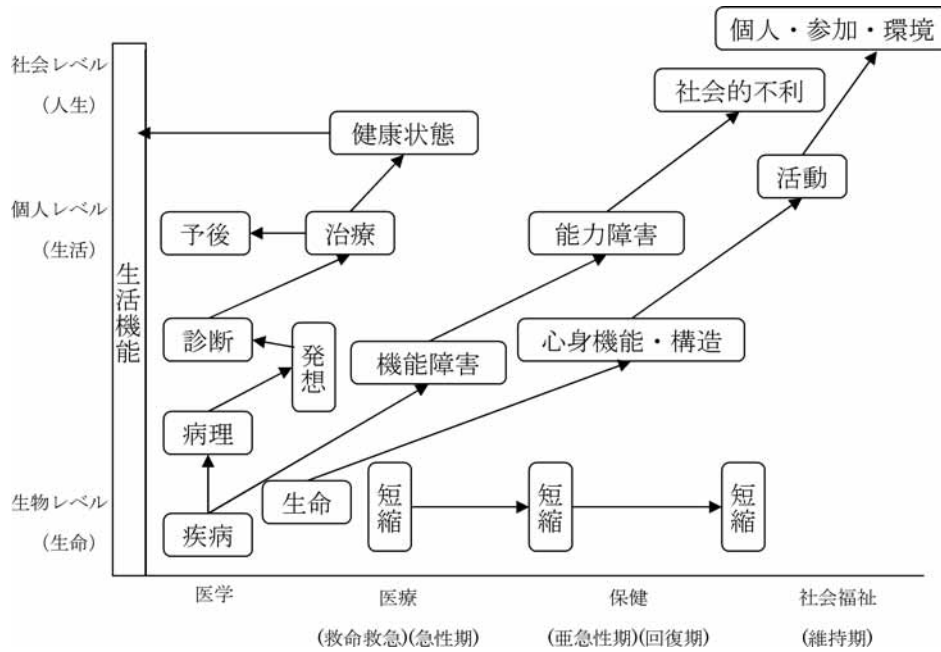 個人・参加・環境
社会レベル
(人生)
社会的不利
健康状態
活動
個人レベル
(生活)
予後
治療
能力障害
生活機能
診断
発想
機能障害
心身機能・構造
病理
生物レベル
(生命)
疾病
生命
短縮
短縮
短縮
医学
医療
保健
社会福祉
(救命救急)(急性期)
(亜急性期)(回復期)
(維持期)